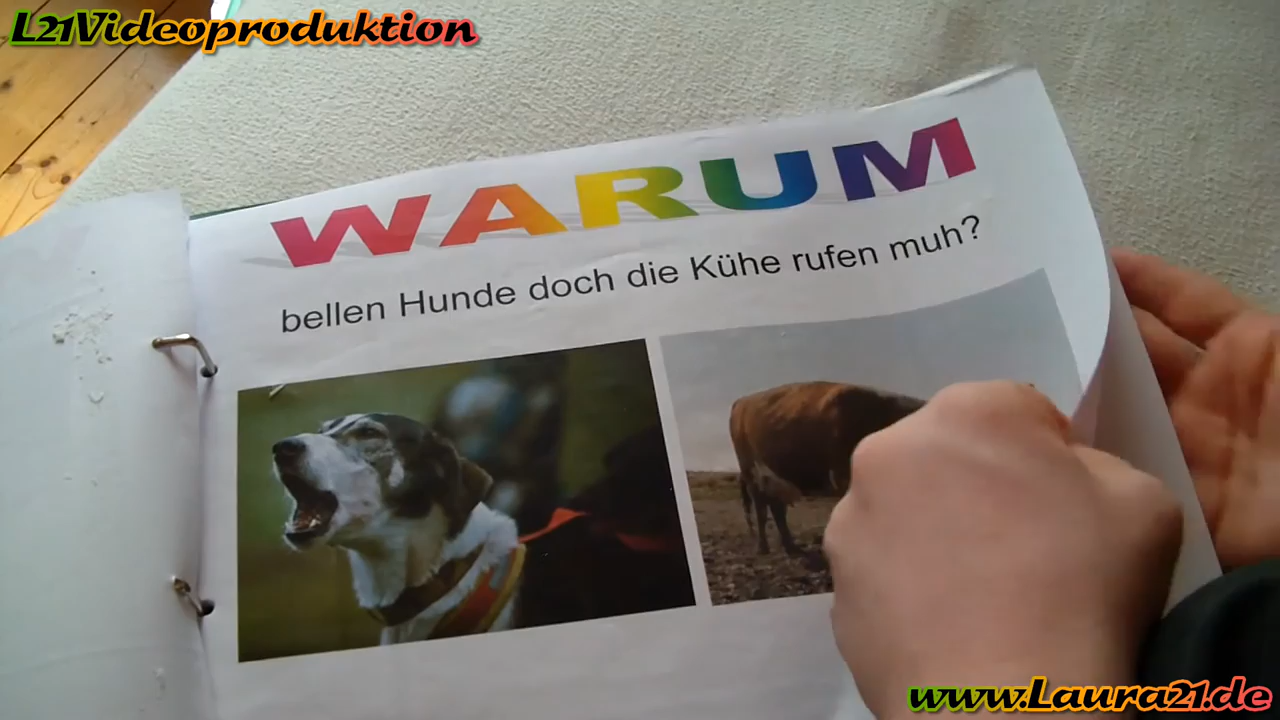 L21Videoproduktion
WARUM
bellen Hunde doch die Kühe rufen muh?
www.Laura21.de